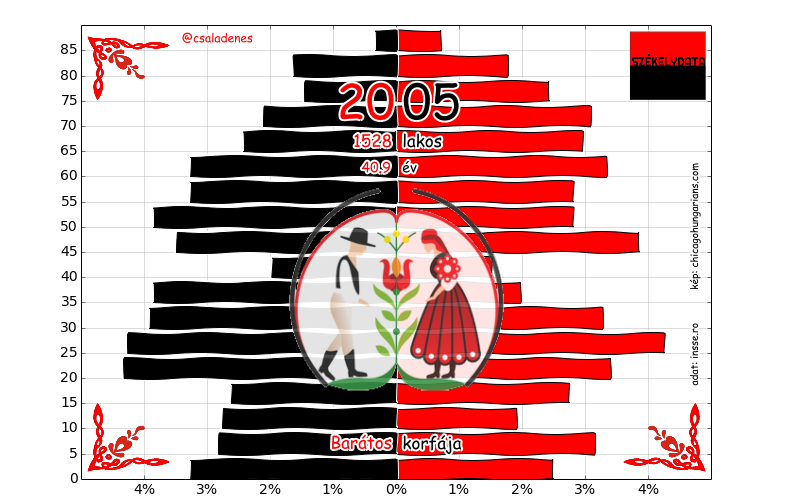 @csaladenes
SZÉKELYDATA
2005
1528 lakos
40.9 év
kép: chicagohungarians.com
adat: insse.ro
Barátos korfája
85
80
75
70
65
60
55
50
45
40
35
30
25
20
15
10
5
0
4% 3% 2% 1% 0% 1% 2% 3% 4%